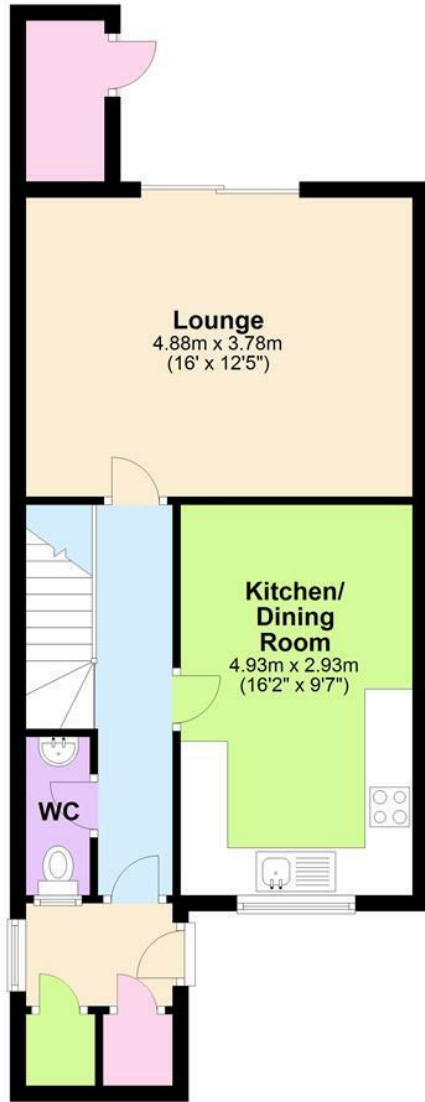 Lounge
4.88m x 3.78m
(16' x 12'5")
Kitchen/
Dining
Room
4.93m x 2.93m
(16'2" x 9'7")
WC